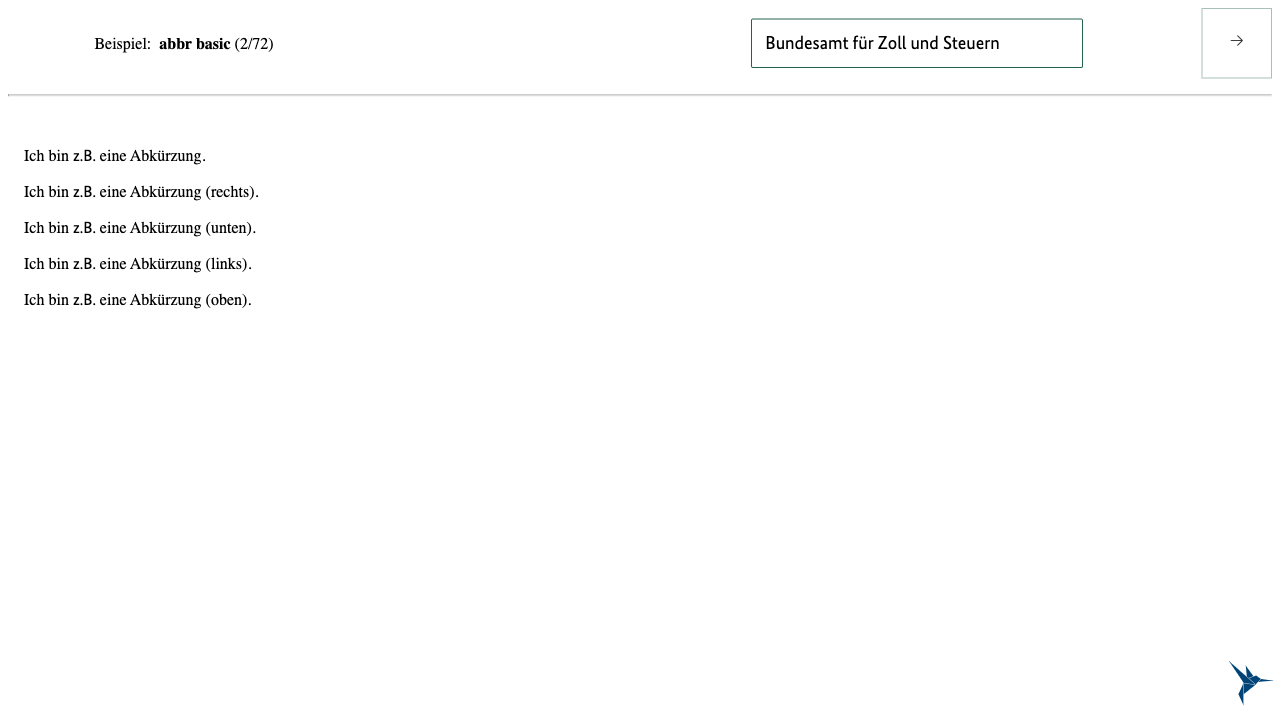 Beispiel: abbr basic (2/72)
Bundesamt für Zoll und Steuern
→
Ich bin z.B. eine Abkürzung.
Ich bin z.B. eine Abkürzung (rechts).
Ich bin z.B. eine Abkürzung (unten).
Ich bin z.B. eine Abkürzung (links).
Ich bin z.B. eine Abkürzung (oben).